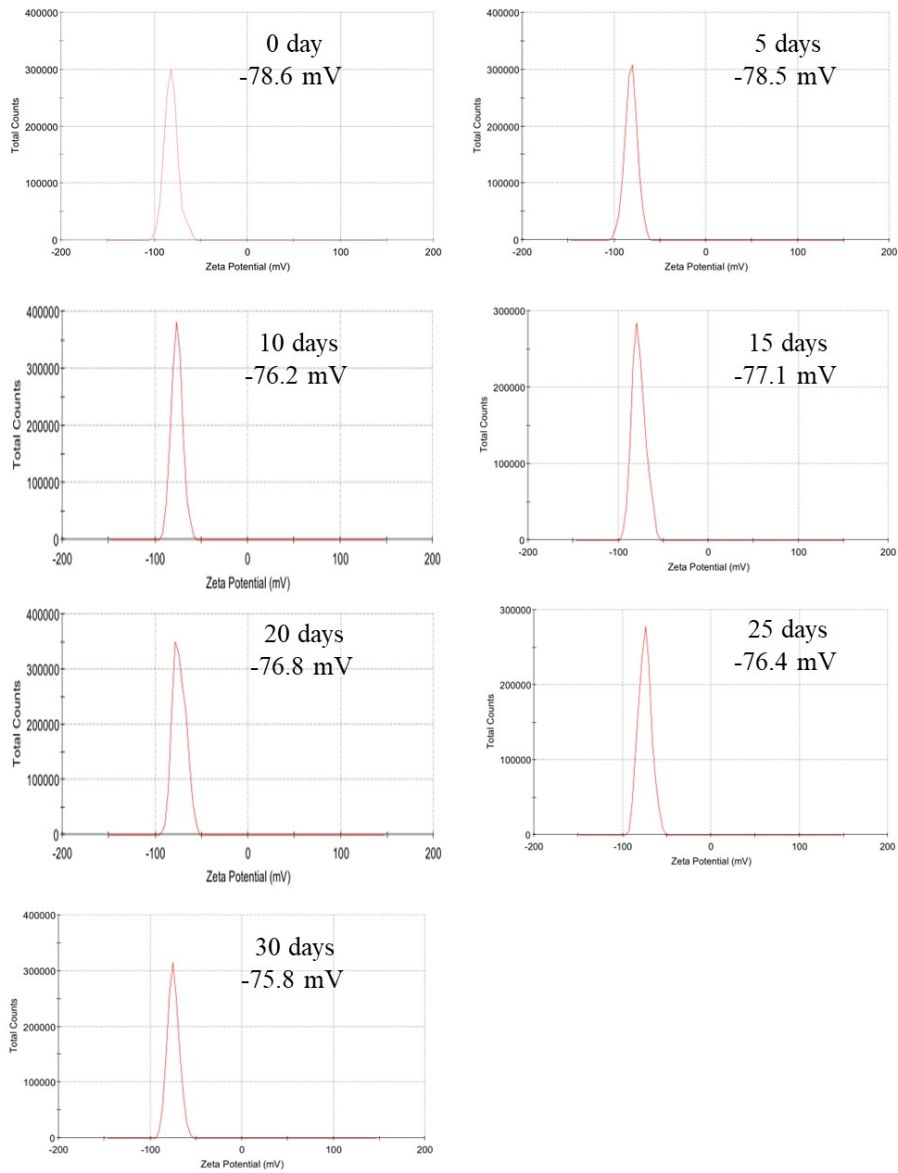 0 day
-78.6 mV
400000
300000
200000
100000
0
Total Counts
-200 -100 0 100 200
Zeta Potential (mV)
5 days
-78.5 mV
400000
300000
200000
100000
0
Total Counts
-200 -100 0 100 200
Zeta Potential (mV)
10 days
-76.2 mV
400000
300000
200000
100000
0
Total Counts
-200 -100 0 100 200
Zeta Potential (mV)
15 days
-77.1 mV
300000
200000
100000
0
Total Counts
-200 -100 0 100 200
Zeta Potential (mV)
20 days
-76.8 mV
400000
300000
200000
100000
0
Total Counts
-200 -100 0 100 200
Zeta Potential (mV)
25 days
-76.4 mV
300000
200000
100000
0
Total Counts
-200 -100 0 100 200
Zeta Potential (mV)
30 days
-75.8 mV
400000
300000
200000
100000
0
Total Counts
-200 -100 0 100 200
Zeta Potential (mV)